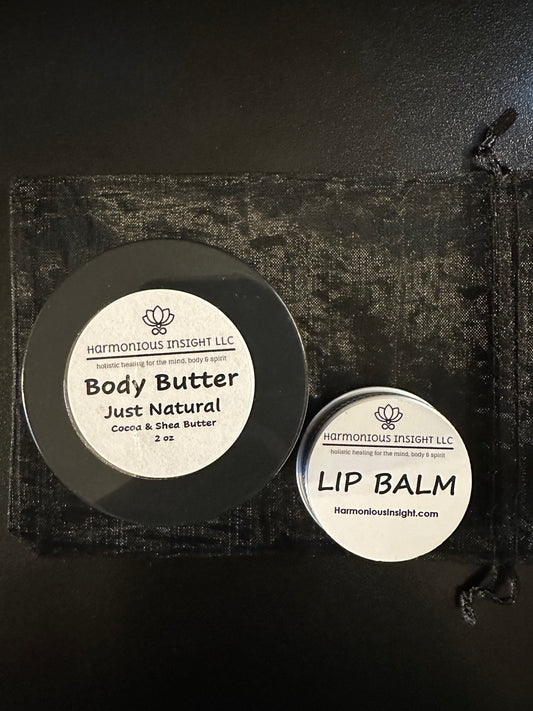 Harmonious Insight LLC
holistic healing for the mind, body & spirit
Body Butter
Just Natural
Cocoa & Shea Butter
2 oz
Harmonious Insight LLC
holistic healing for the mind, body & spirit
LIP BALM
HarmoniousInsight.com